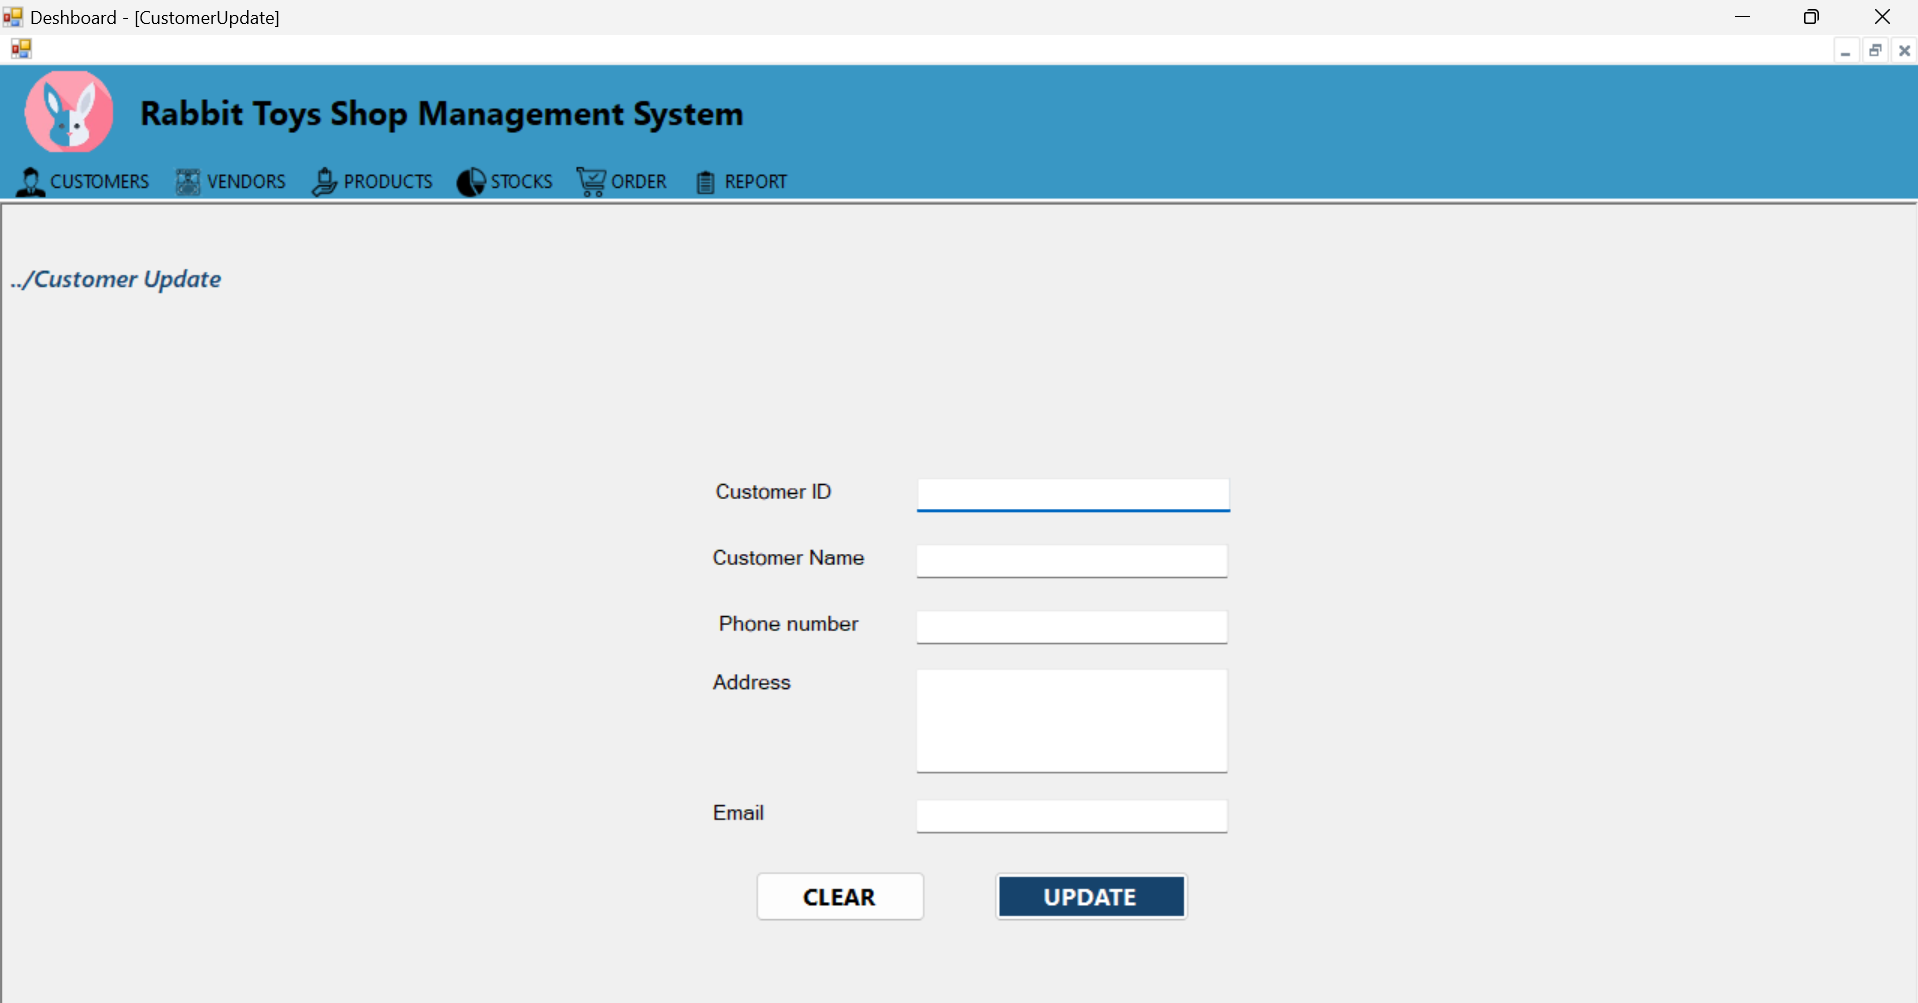 Deshboard - [CustomerUpdate]
Rabbit Toys Shop Management System
CUSTOMERS VENDORS PRODUCTS STOCKS ORDER REPORT
../Customer Update
Customer ID
Customer Name
Phone number
Address
Email
CLEAR UPDATE